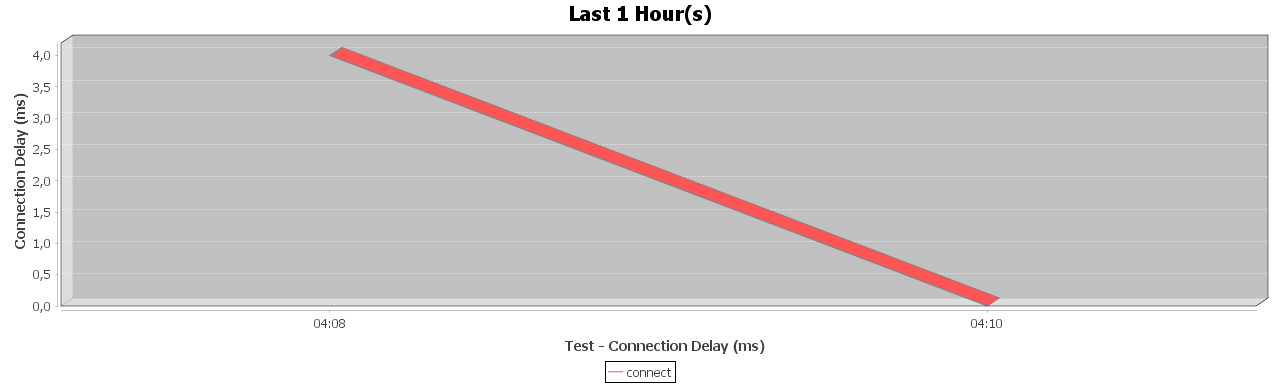 Last 1 Hour(s)
Connection Delay (ms)
4,0
3,5
3,0
2,5
2,0
1,5
1,0
0,5
0,0
04:08 04:10
Test - Connection Delay (ms)
connect